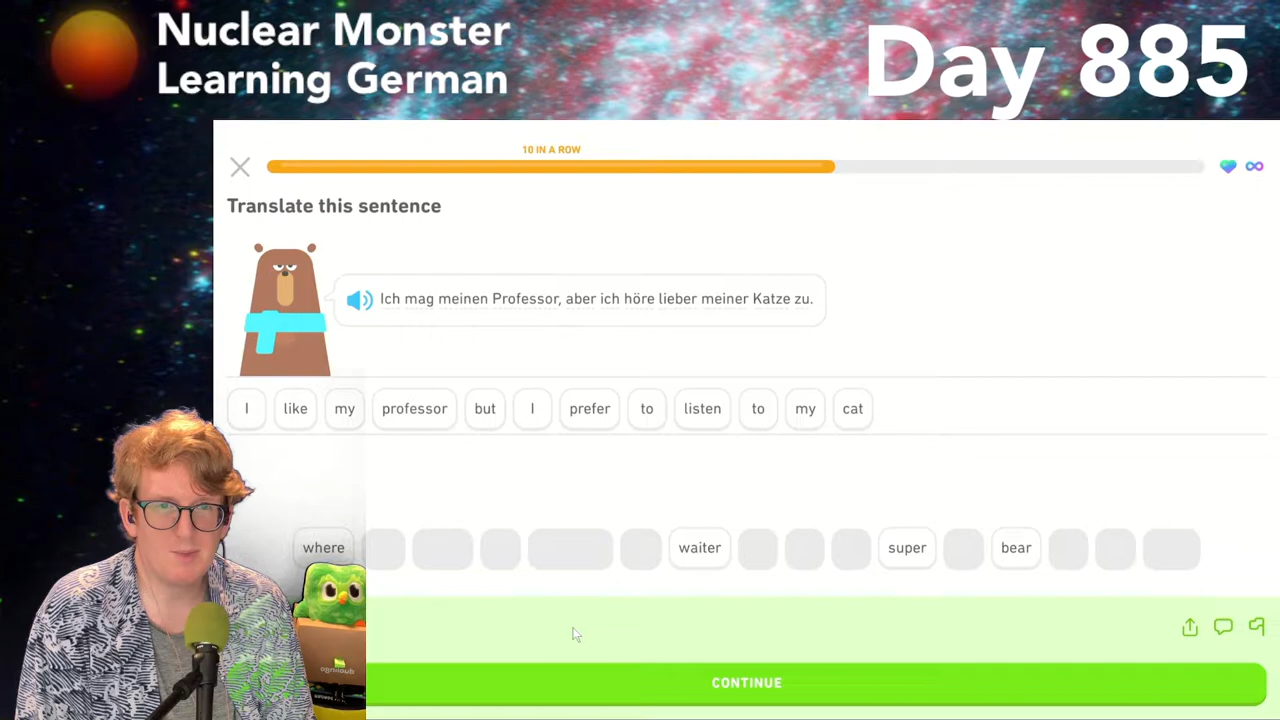 Nuclear Monster
Learning German
Day 885
10 IN A ROW
Translate this sentence
Ich mag meinen Professor, aber ich höre lieber meiner Katze zu.
I like my professor but I prefer to listen to my cat
where waiter super bear
CONTINUE